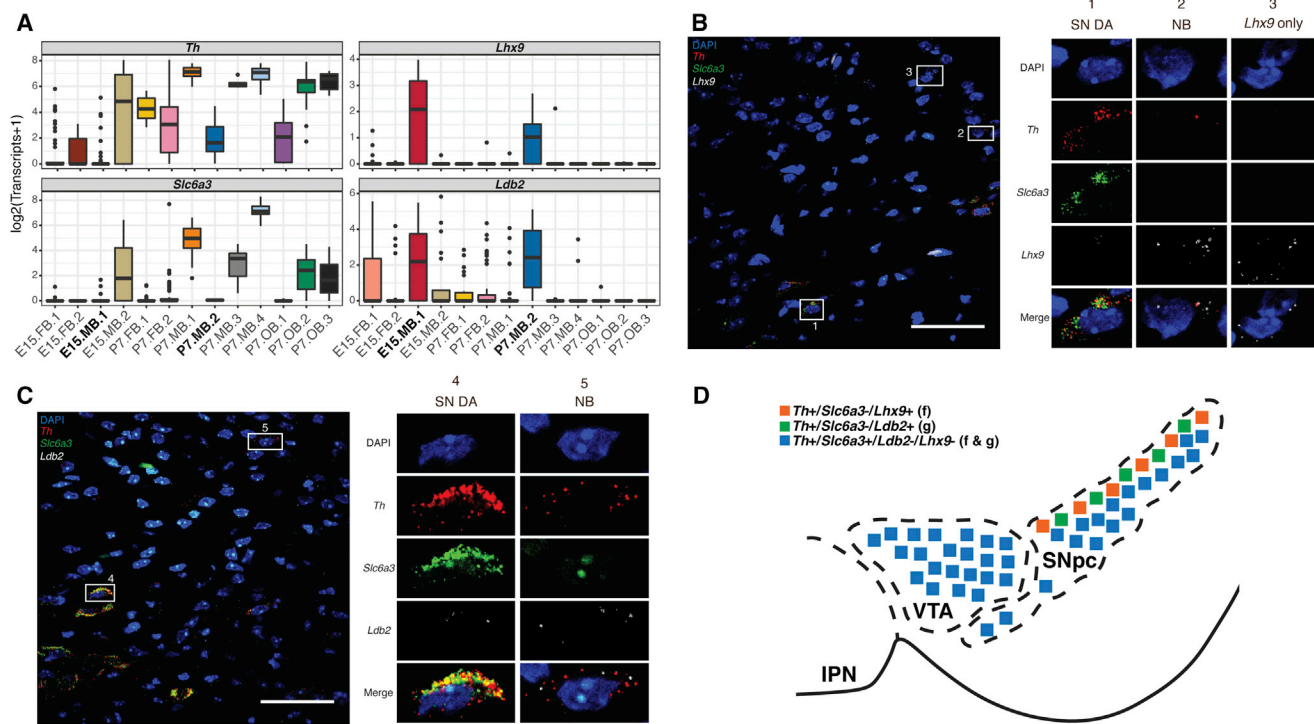 A
Th
Lhx9
log2(Transcripts+1)
8
6
4
2
0
4
3
2
1
0
Slc6a3
Ldb2
8
6
4
2
0
6
4
2
0
E15.FB.1
E15.FB.2
E15.MB.1
E15.MB.2
P7.FB.1
P7.FB.2
P7.MB.1
P7.MB.2
P7.MB.3
P7.MB.4
P7.OB.1
P7.OB.2
P7.OB.3
E15.FB.1
E15.FB.2
E15.MB.1
E15.MB.2
P7.FB.1
P7.FB.2
P7.MB.1
P7.MB.2
P7.MB.3
P7.MB.4
P7.OB.1
P7.OB.2
P7.OB.3
B
DAPI
Th
Slc6a3
Lhx9
3
2
1
1 2 3
SN DA NB Lhx9 only
DAPI
Th
Slc6a3
Lhx9
Merge
C
DAPI
Th
Slc6a3
Ldb2
5
4
4 5
SN DA NB
DAPI
Th
Slc6a3
Ldb2
Merge
D
Th+/Slc6a3-/Lhx9+ (f)
Th+/Slc6a3-/Ldb2+ (g)
Th+/Slc6a3+/Ldb2-/Lhx9- (f & g)
SNpc
VTA
IPN